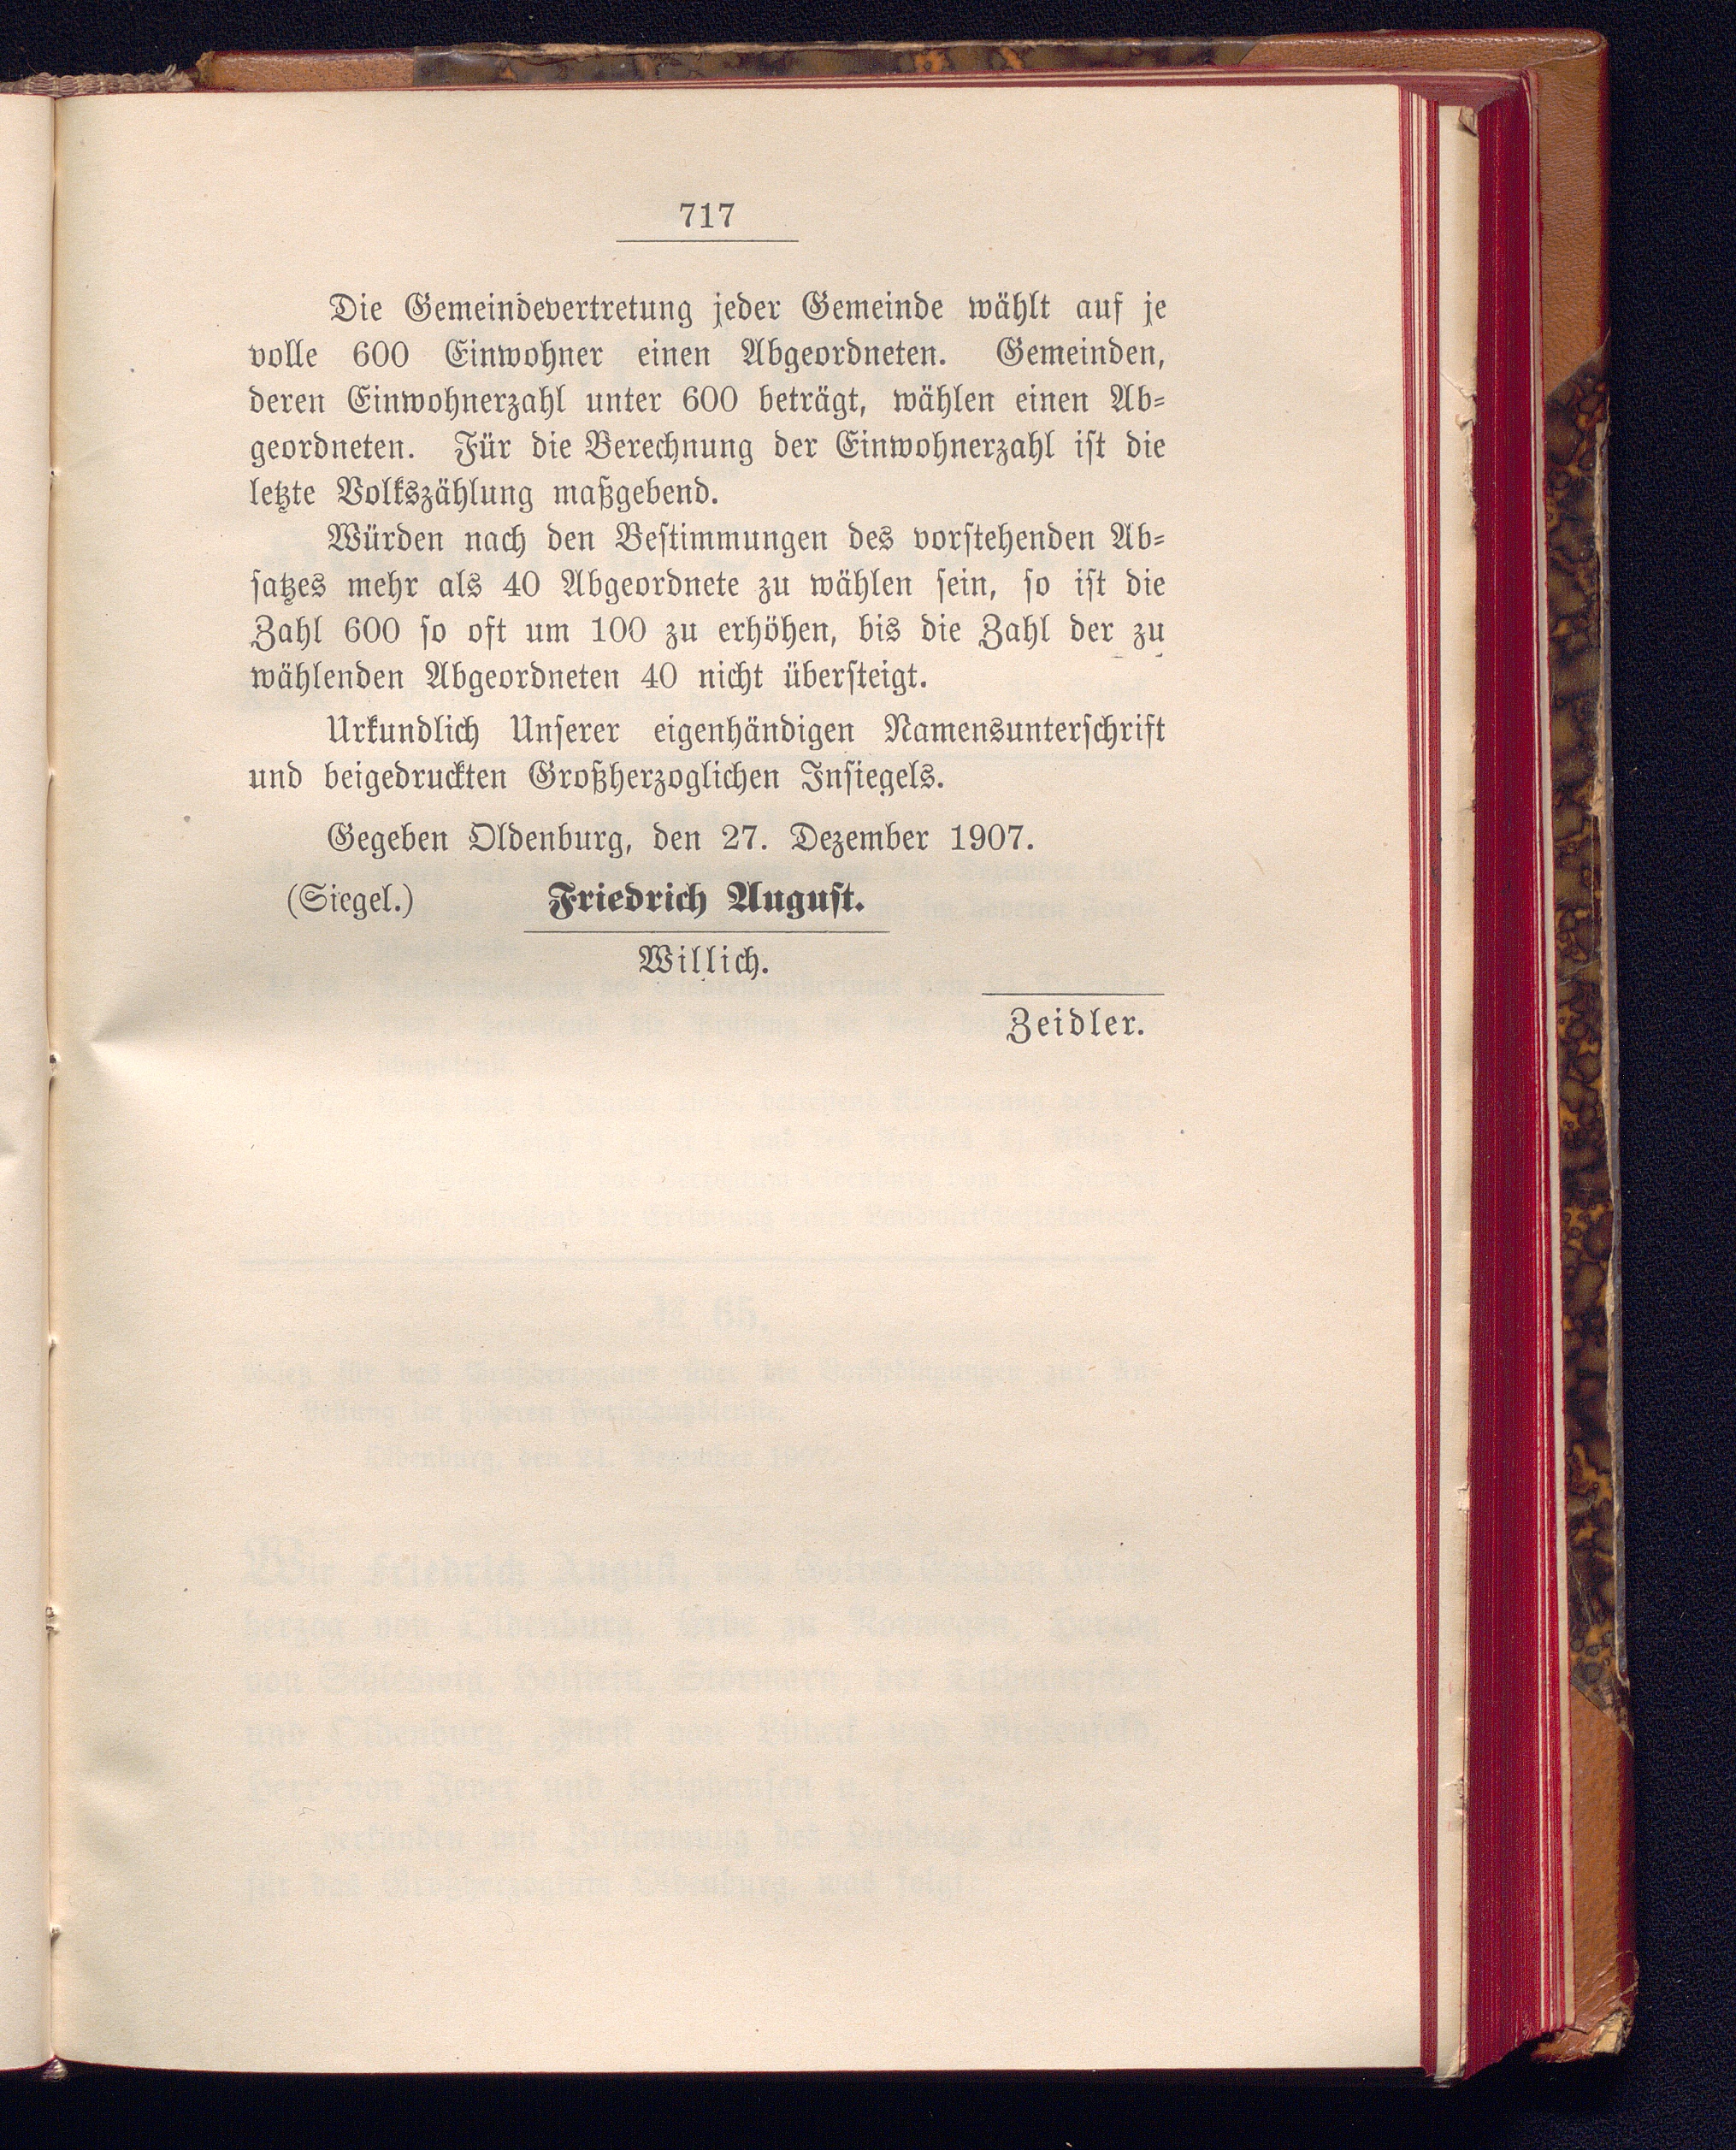 717
Die Gemeindevertretung jeder Gemeinde wählt auf je
volle 600 Einwohner einen Abgeordneten. Gemeinden,
deren Einwohnerzahl unter 600 beträgt, wählen einen Ab-
geordneten. Für die Berechnung der Einwohnerzahl ist die
letzte Volkszählung maßgebend.
Würden nach den Bestimmungen des vorstehenden Ab-
satzes mehr als 40 Abgeordnete zu wählen sein, so ist die
Zahl 600 so oft um 100 zu erhöhen, bis die Zahl der zu
wählenden Abgeordneten 40 nicht übersteigt.
Urkundlich Unserer eigenhändigen Namensunterschrift
und beigedruckten Großherzoglichen Insiegels.
Gegeben Oldenburg, den 27. Dezember 1907.
(Siegel.) Friedrich August.
Willich.
Zeidler.